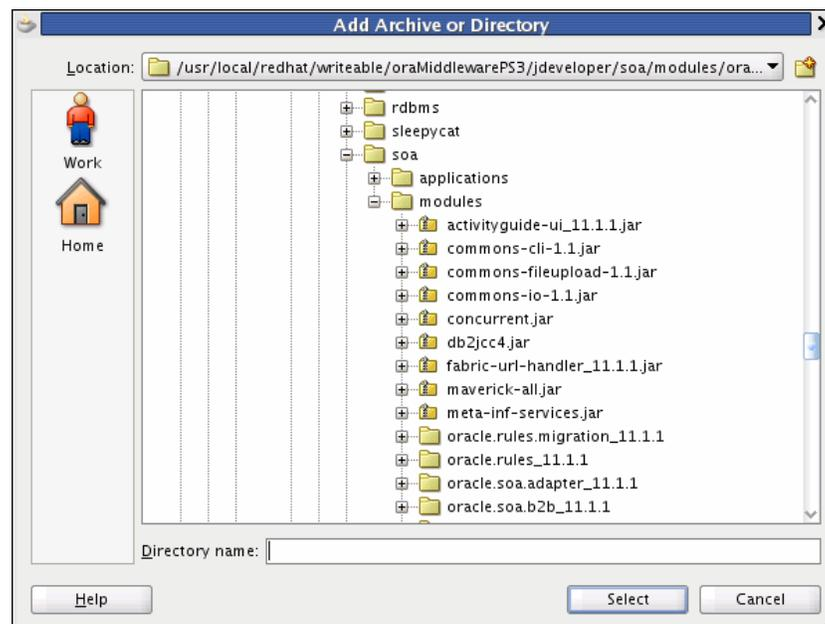 Add Archive or Directory
Location: /usr/local/redhat/writeable/oraMiddlewarePS3/jdeveloper/soa/modules/ora...
Work
Home
rdbms
sleepycat
soa
applications
modules
activityguide-ui_11.1.1.jar
commons-cli-1.1.jar
commons-fileupload-1.1.jar
commons-io-1.1.jar
concurrent.jar
db2jcc4.jar
fabric-url-handler_11.1.1.jar
maverick-all.jar
meta-inf-services.jar
oracle.rules.migration_11.1.1
oracle.rules_11.1.1
oracle.soa.adapter_11.1.1
oracle.soa.b2b_11.1.1
Directory name:
Help Select Cancel